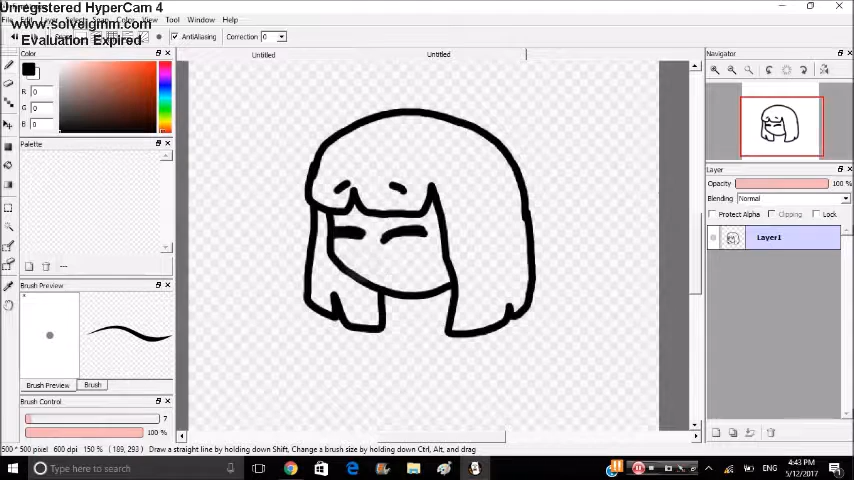 Unregistered HyperCam 4
File Edit Layer Select Snap Color View Tool Window Help
www.solveigmm.com
Evaluation Expired
AntiAliasing Correction 0
Untitled Untitled
Color
R 0
G 0
B 0
Palette
---
Brush Preview
Brush Preview Brush
Brush Control
7
100 %
Navigator
Layer
Opacity 100 %
Blending Normal
Protect Alpha Clipping Lock
Layer1
500 * 500 pixel 600 dpi 150 % (189, 293) Draw a straight line by holding down Shift, Change a brush size by holding down Ctrl, Alt, and drag
Type here to search
ENG
4:43 PM
5/12/2017